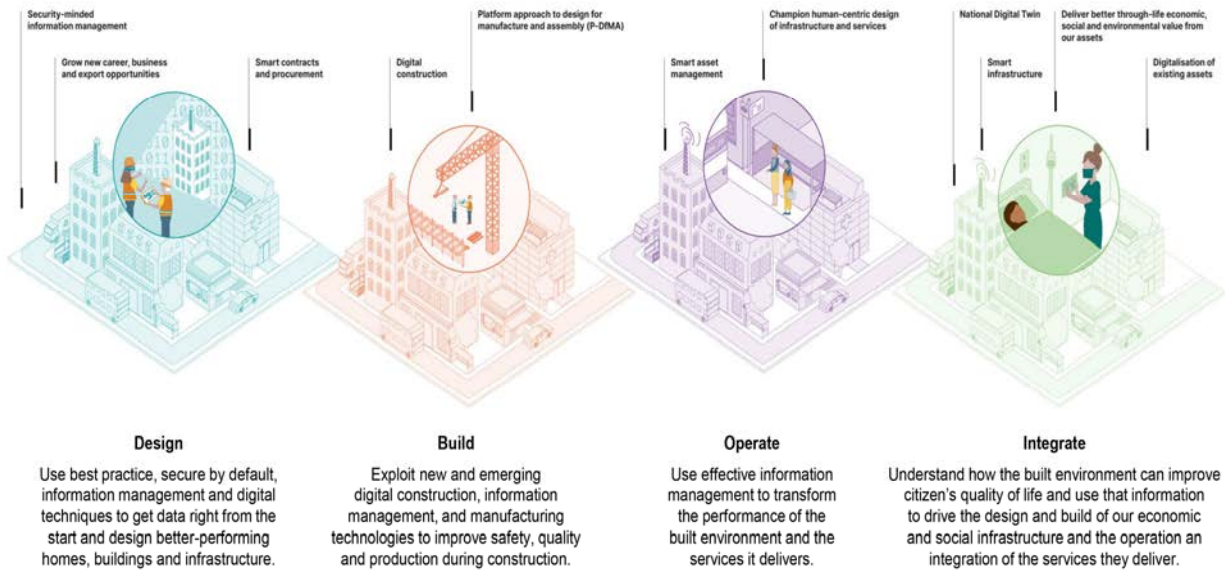 Security-minded
information management
Grow new career, business
and export opportunities
Smart contracts
and procurement
Platform approach to design for
manufacture and assembly (P-DfMA)
Digital
construction
Champion human-centric design
of infrastructure and services
Smart asset
management
National Digital Twin
Smart
infrastructure
Deliver better through-life economic,
social and environmental value from
our assets
Digitalisation of
existing assets
Design
Use best practice, secure by default,
information management and digital
techniques to get data right from the
start and design better-performing
homes, buildings and infrastructure.
Build
Exploit new and emerging
digital construction, information
management, and manufacturing
technologies to improve safety, quality
and production during construction.
Operate
Use effective information
management to transform
the performance of the
built environment and the
services it delivers.
Integrate
Understand how the built environment can improve
citizen's quality of life and use that information
to drive the design and build of our economic
and social infrastructure and the operation an
integration of the services they deliver.